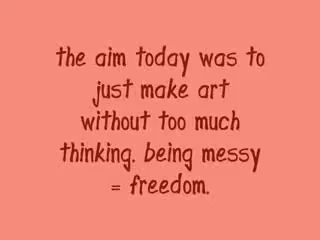 the aim today was to
just make art
without too much
thinking. being messy
= freedom.